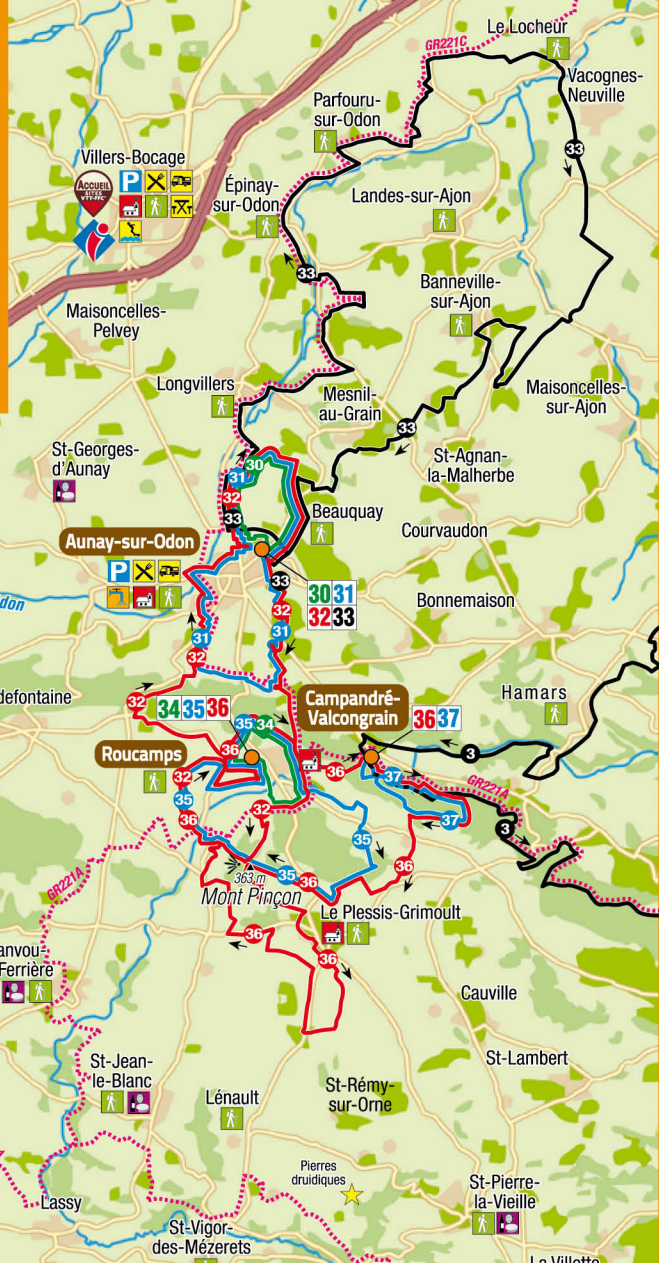 Le Locheur
GR221C
Vacognes-
Neuville
Parfouru-
sur-Odon
33
Villers-Bocage
ACCUEIL
SITES
VTT-FFC
P
Épinay-
sur-Odon
Landes-sur-Ajon
33
Banneville-
sur-Ajon
Maisoncelles-
Pelvey
Longvillers
Mesnil-
au-Grain
Maisoncelles-
sur-Ajon
33
St-Georges-
d'Aunay
St-Agnan-
la-Malherbe
30
31
32
33
Beauquay
Courvaudon
Aunay-sur-Odon
P
33
30 31
32 33
32
31
Bonnemaison
31
32
32
Hamars
Campandré-
Valcongrain
34 35 36
36 37
35 34
36
Roucamps
3
36
37
GR221A
32
35
36
32
37
3
35
36
GR221A
363 m
Mont Pinçon
35 36
Le Plessis-Grimoult
36
36
Cauville
St-Jean-
le-Blanc
St-Lambert
Lénault
St-Rémy-
sur-Orne
Pierres
druidiques
St-Pierre-
la-Vieille
Lassy
St-Vigor-
des-Mézerets